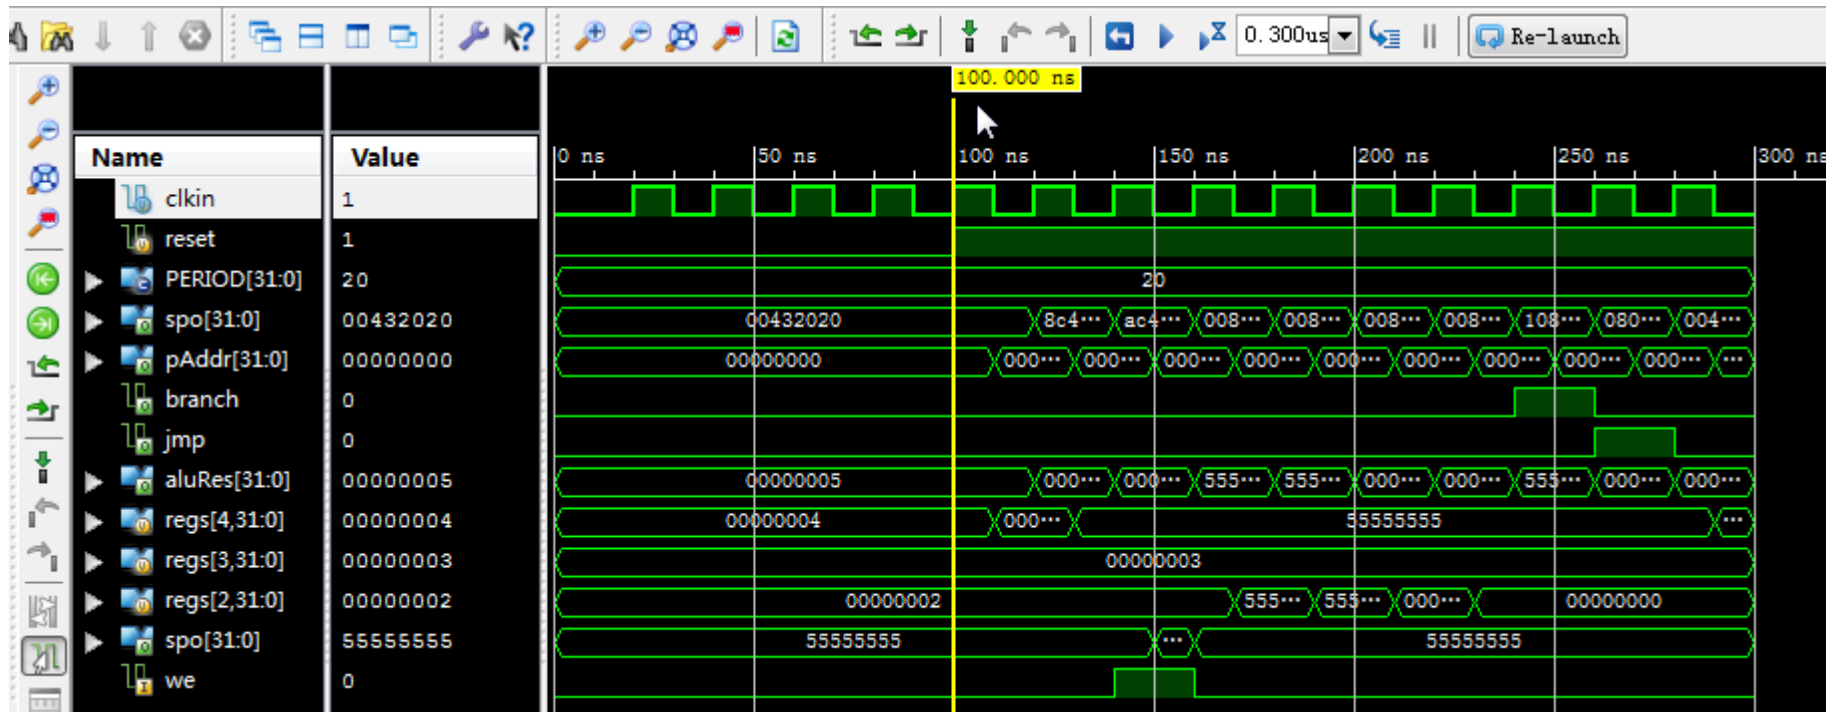 0.300us Re-launch
100.000 ns
Name Value 0 ns 50 ns 100 ns 150 ns 200 ns 250 ns 300 ns
clkin 1
reset 1
PERIOD[31:0] 20 20
spo[31:0] 00432020 00432020 8c4··· ac4··· 008··· 008··· 008··· 008··· 108··· 080··· 004···
pAddr[31:0] 00000000 00000000 000··· 000··· 000··· 000··· 000··· 000··· 000··· 000··· 000··· ···
branch 0
jmp 0
aluRes[31:0] 00000005 00000005 000··· 000··· 555··· 555··· 000··· 000··· 555··· 000··· 000···
regs[4,31:0] 00000004 00000004 000··· 55555555 ···
regs[3,31:0] 00000003 00000003
regs[2,31:0] 00000002 00000002 555··· 555··· 000··· 00000000
spo[31:0] 55555555 55555555 ··· 55555555
we 0